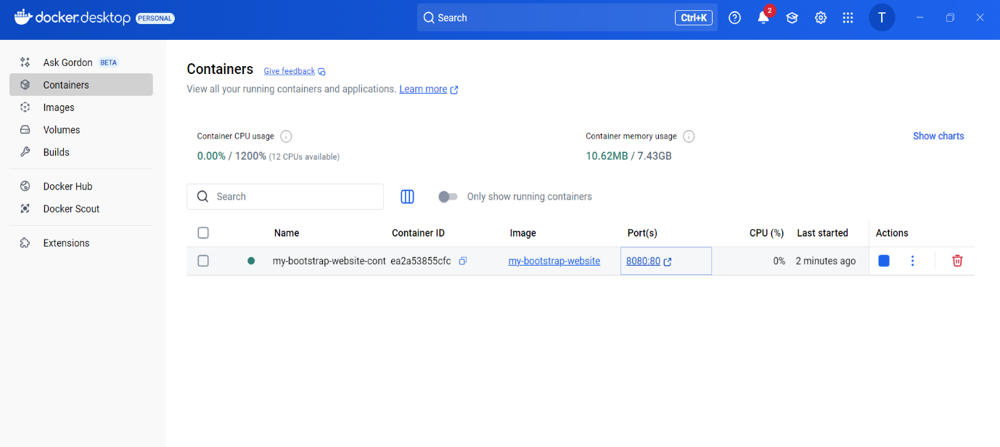 docker.desktop PERSONAL
Search Ctrl+K
2
T
Ask Gordon BETA
Containers
Images
Volumes
Builds
Docker Hub
Docker Scout
Extensions
Containers Give feedback
View all your running containers and applications. Learn more
Container CPU usage
0.00% / 1200% (12 CPUs available)
Container memory usage
10.62MB / 7.43GB
Show charts
Search
Only show running containers
Name Container ID Image Port(s) CPU (%) Last started Actions
my-bootstrap-website-cont ea2a53855cfc my-bootstrap-website 8080:80 0% 2 minutes ago